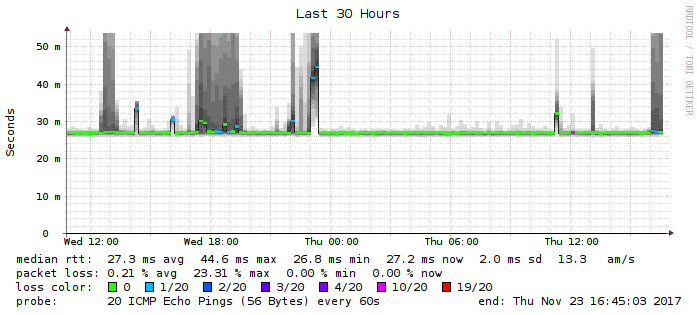 Last 30 Hours
RRDTOOL / TOBI OETIKER
Seconds
50 m
40 m
30 m
20 m
10 m
0
Wed 12:00 Wed 18:00 Thu 00:00 Thu 06:00 Thu 12:00
median rtt: 27.3 ms avg 44.6 ms max 26.8 ms min 27.2 ms now 2.0 ms sd 13.3 am/s
packet loss: 0.21 % avg 23.31 % max 0.00 % min 0.00 % now
loss color: 0 1/20 2/20 3/20 4/20 10/20 19/20
probe: 20 ICMP Echo Pings (56 Bytes) every 60s end: Thu Nov 23 16:45:03 2017